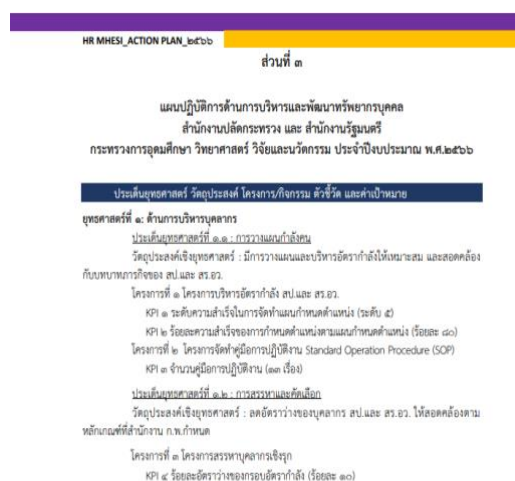 HR MHESI_ACTION PLAN_๒๕๖๖
ส่วนที่ ๓
แผนปฏิบัติการด้านการบริหารและพัฒนาทรัพยากรบุคคล
สำนักงานปลัดกระทรวง และ สำนักงานรัฐมนตรี
กระทรวงการอุดมศึกษา วิทยาศาสตร์ วิจัยและนวัตกรรม ประจำปีงบประมาณ พ.ศ.๒๕๖๖
ประเด็นยุทธศาสตร์ วัตถุประสงค์ โครงการ/กิจกรรม ตัวชี้วัด และค่าเป้าหมาย
ยุทธศาสตร์ที่ ๑: ด้านการบริหารบุคลากร
ประเด็นยุทธศาสตร์ที่ ๑.๑ : การวางแผนกำลังคน
วัตถุประสงค์เชิงยุทธศาสตร์ : มีการวางแผนและบริหารอัตรากำลังให้เหมาะสม และสอดคล้อง
กับบทบาทภารกิจของ สป.และ สร.อว.
โครงการที่ ๑ โครงการบริหารอัตรากำลัง สป.และ สร.อว.
KPI ๑ ระดับความสำเร็จในการจัดทำแผนกำหนดตำแหน่ง (ระดับ ๕)
KPI ๒ ร้อยละความสำเร็จของการกำหนดตำแหน่งตามแผนกำหนดตำแหน่ง (ร้อยละ ๘๐)
โครงการที่ ๒ โครงการจัดทำคู่มือการปฏิบัติงาน Standard Operation Procedure (SOP)
KPI ๓ จำนวนคู่มือการปฏิบัติงาน (๑๓ เรื่อง)
ประเด็นยุทธศาสตร์ที่ ๑.๒ : การสรรหาและคัดเลือก
วัตถุประสงค์เชิงยุทธศาสตร์ : ลดอัตราว่างของบุคลากร สป.และ สร.อว. ให้สอดคล้องตาม
หลักเกณฑ์ที่สำนักงาน ก.พ.กำหนด
โครงการที่ ๓ โครงการสรรหาบุคลากรเชิงรุก
KPI ๔ ร้อยละอัตราว่างของกรอบอัตรากำลัง (ร้อยละ ๑๐)